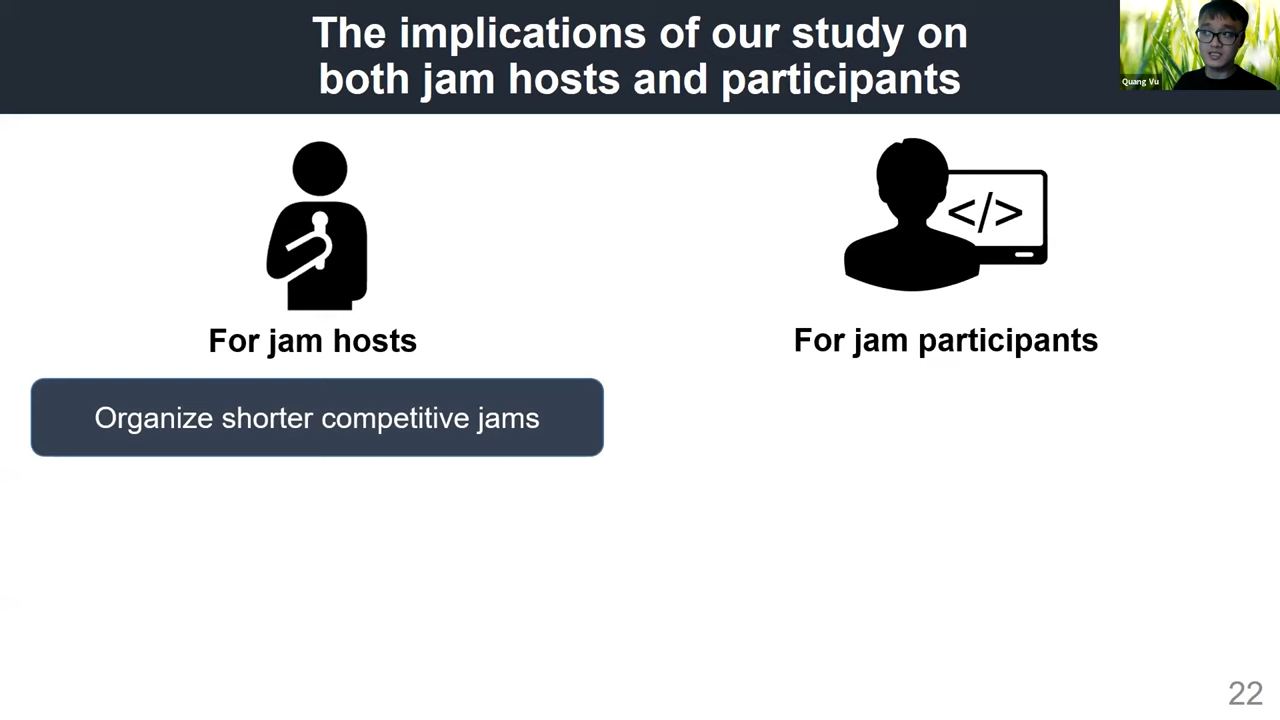 The implications of our study on
both jam hosts and participants
Quang Vu
</>
For jam hosts
For jam participants
Organize shorter competitive jams
22